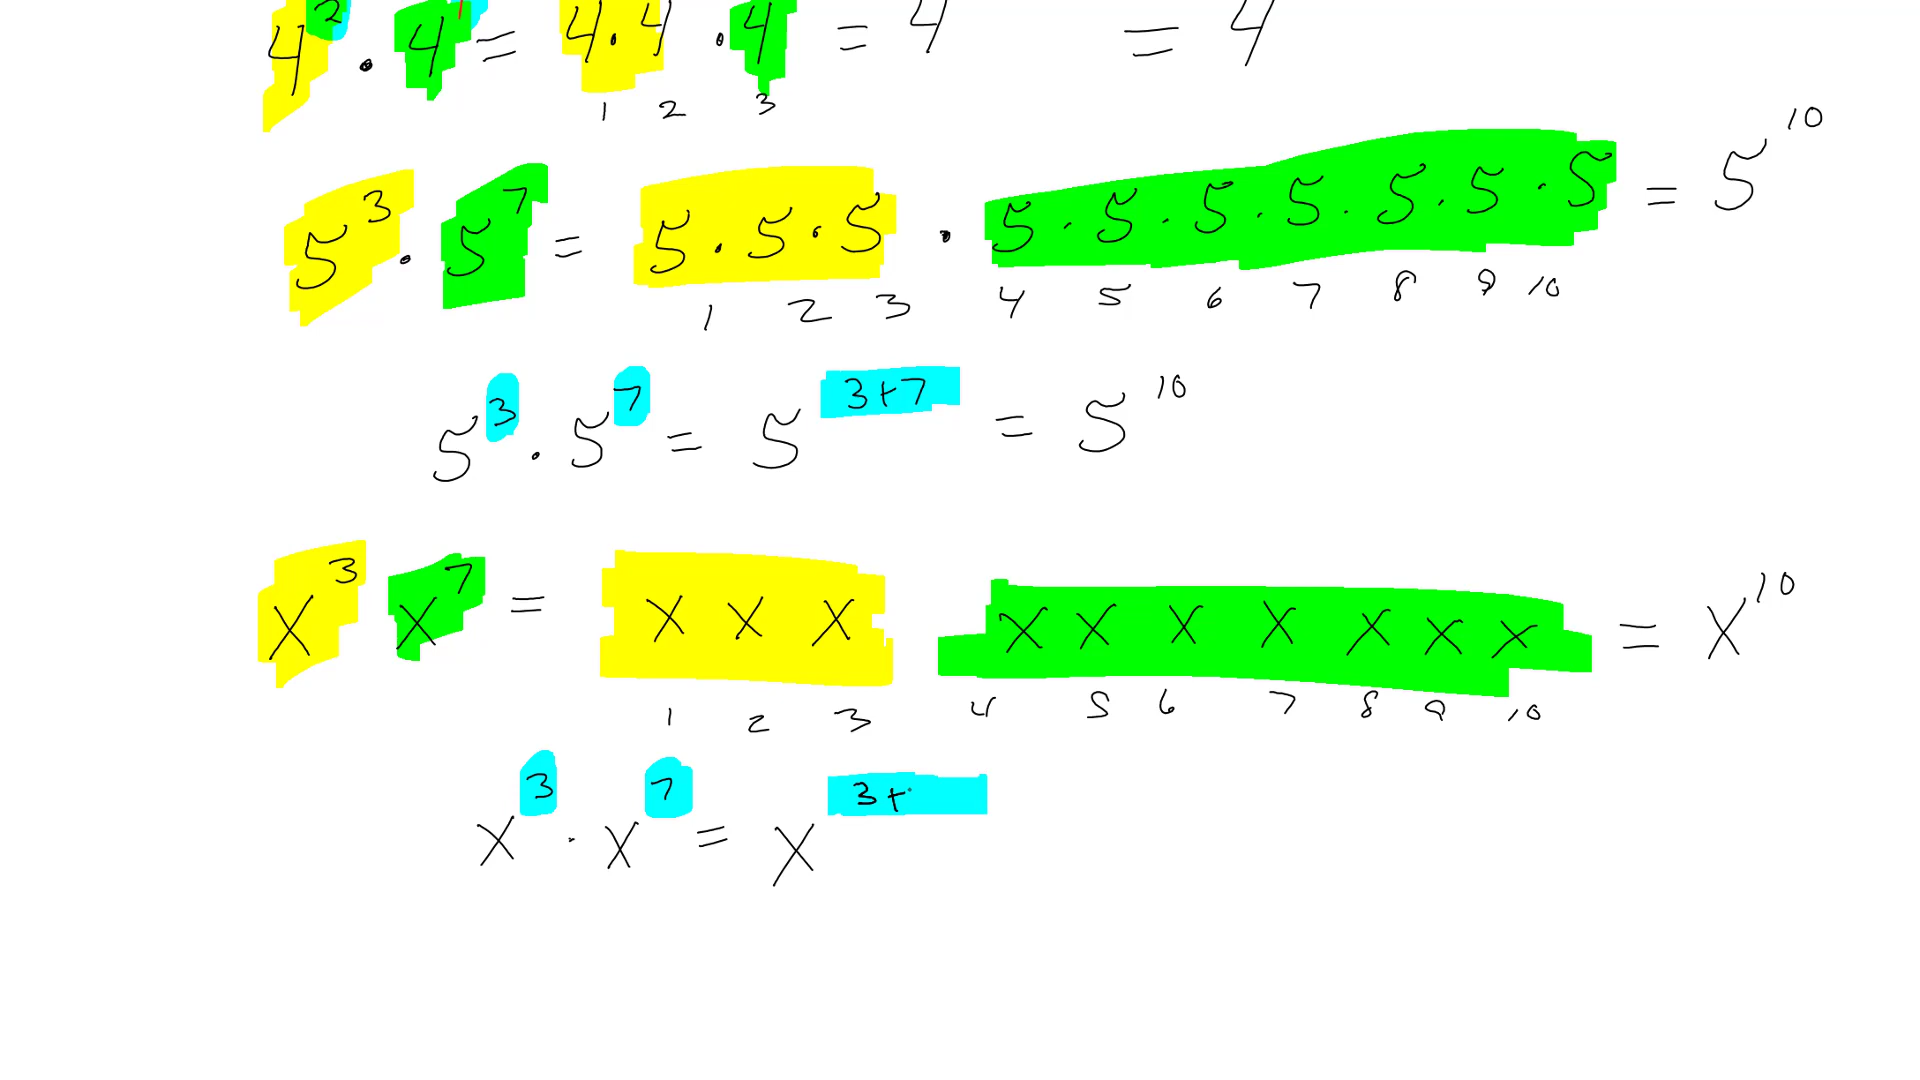 4² · 4¹ = 4·4 · 4 = 4 = 4
1 2 3
5³ · 5⁷ = 5 · 5 · 5 · 5 · 5 · 5 · 5 · 5 · 5 · 5 = 5¹⁰
1 2 3 4 5 6 7 8 9 10
5³ · 5⁷ = 5³⁺⁷ = 5¹⁰
x³ x⁷ = x x x x x x x x x x = x¹⁰
1 2 3 4 5 6 7 8 9 10
x³ · x⁷ = x³⁺